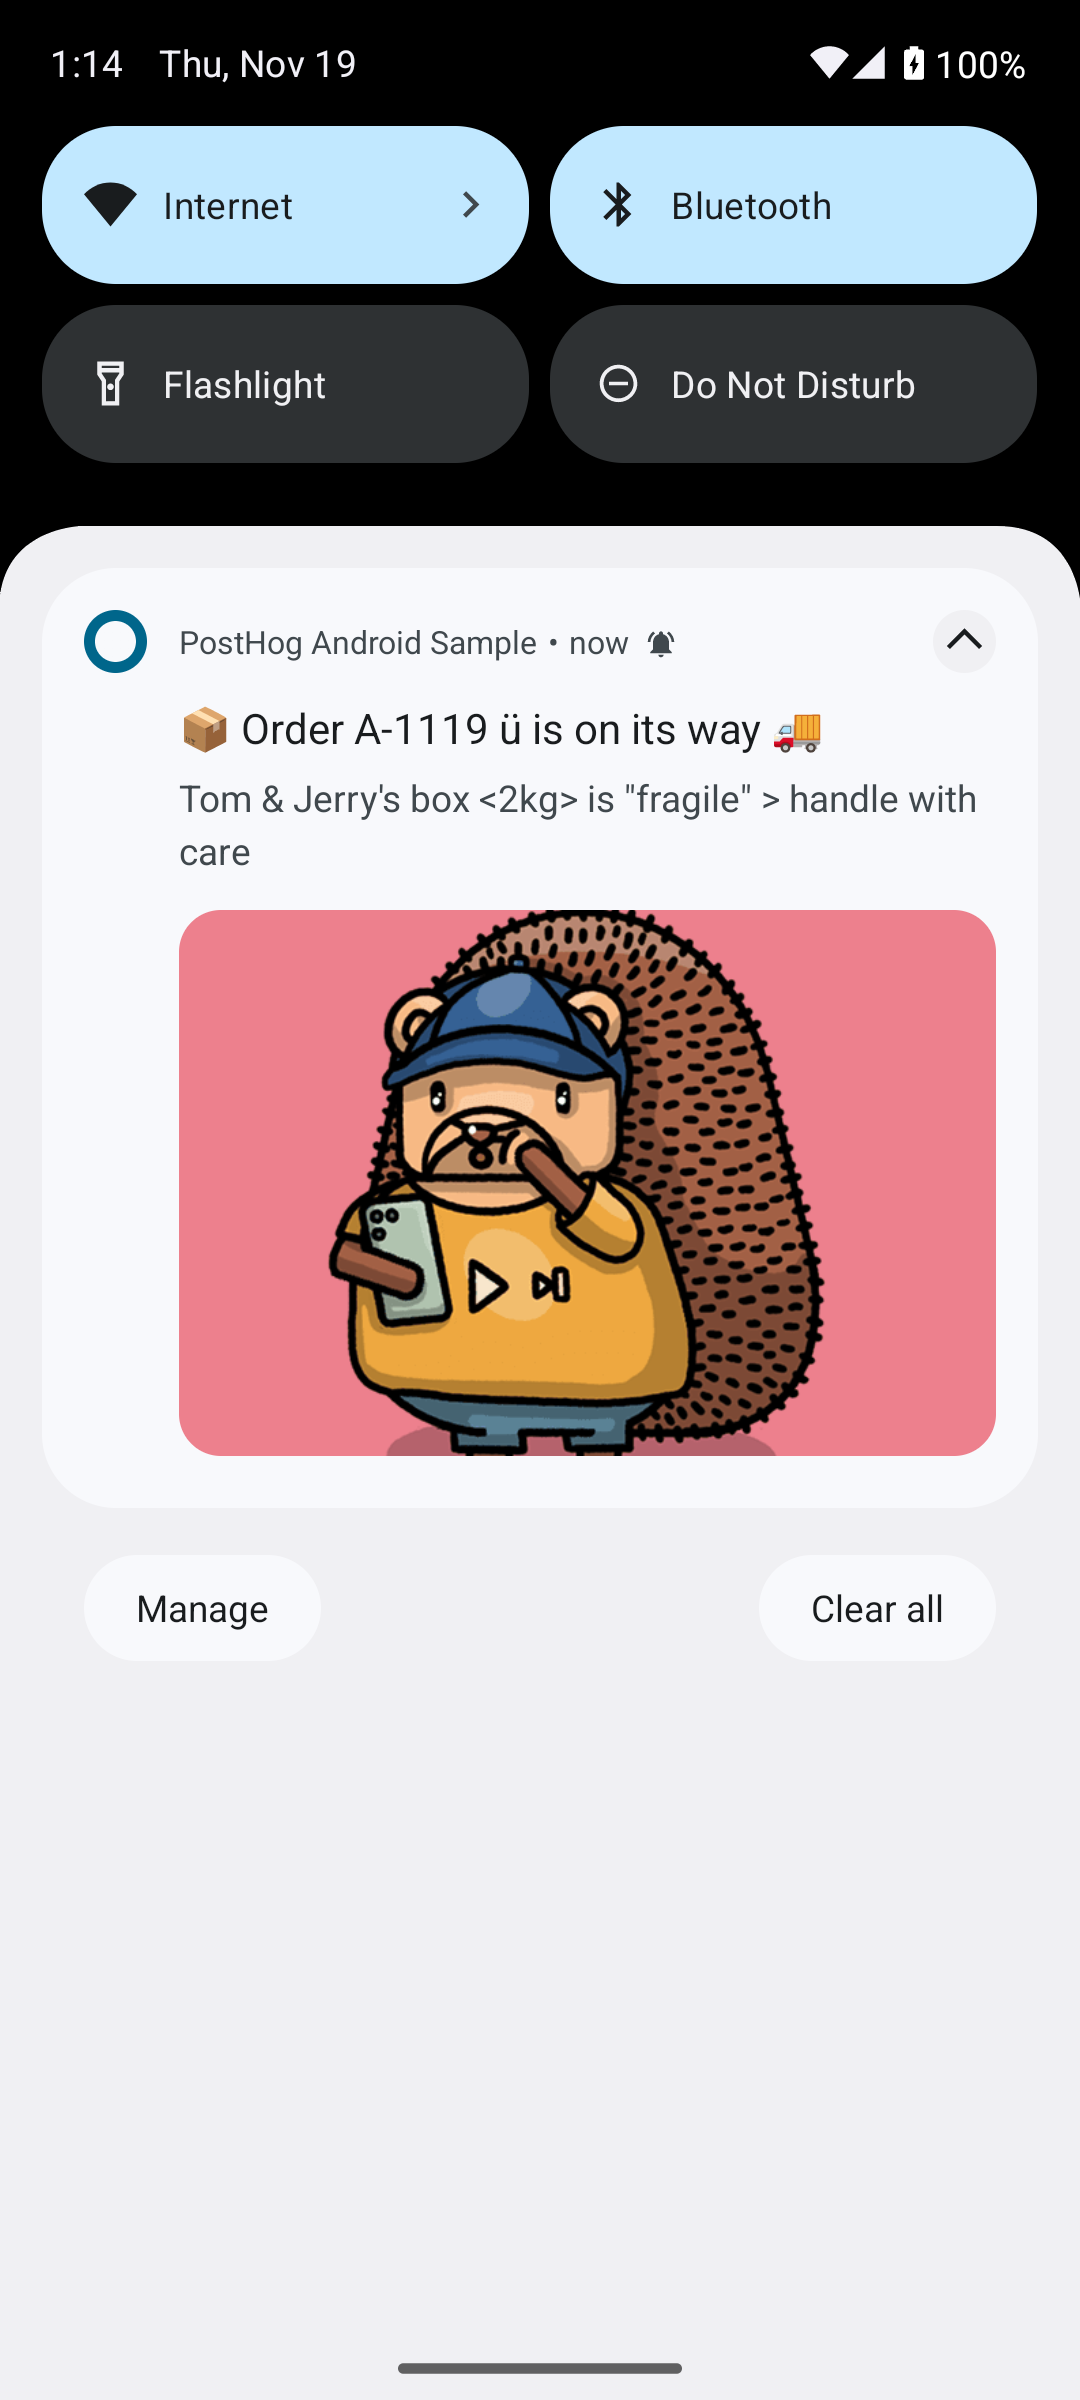 1:14 Thu, Nov 19 100%
Internet Bluetooth
Flashlight Do Not Disturb
PostHog Android Sample • now
📦 Order A-1119 ü is on its way 🚚
Tom & Jerry's box <2kg> is "fragile" > handle with
care
Manage Clear all